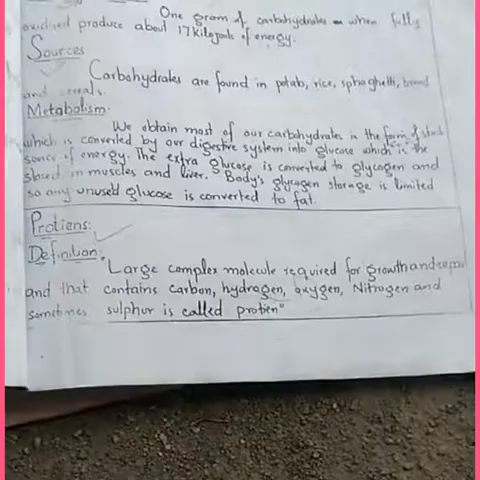 One gram of carbohydrates when fully
oxidised produce about 17 Kilojouls of energy.
Sources
Carbohydrates are found in potato, rice, sphaghetti, bread
and cereals.
Metabolism.
We obtain most of our carbohydrates in the form of starch
which is converted by our digestive system into glucose which is the
source of energy. The extra glucose is converted to glycogen and
stored in muscles and liver. Body's glycogen storage is limited
so any unused glucose is converted to fat.
Protiens:
Definition:
"Large complex molecule required for growth and repair
and that contains Carbon, hydragen, oxygen, Nitrogen and
sometimes sulphur is called protien"